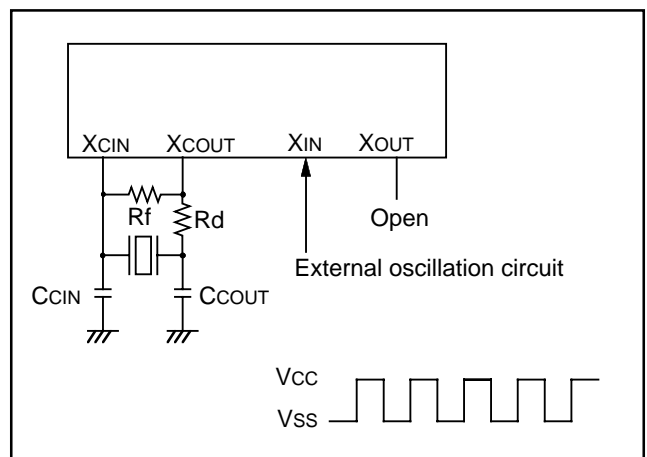 XCIN XCOUT XIN XOUT
Rf Rd
Open
External oscillation circuit
CCIN CCOUT
VCC
VSS